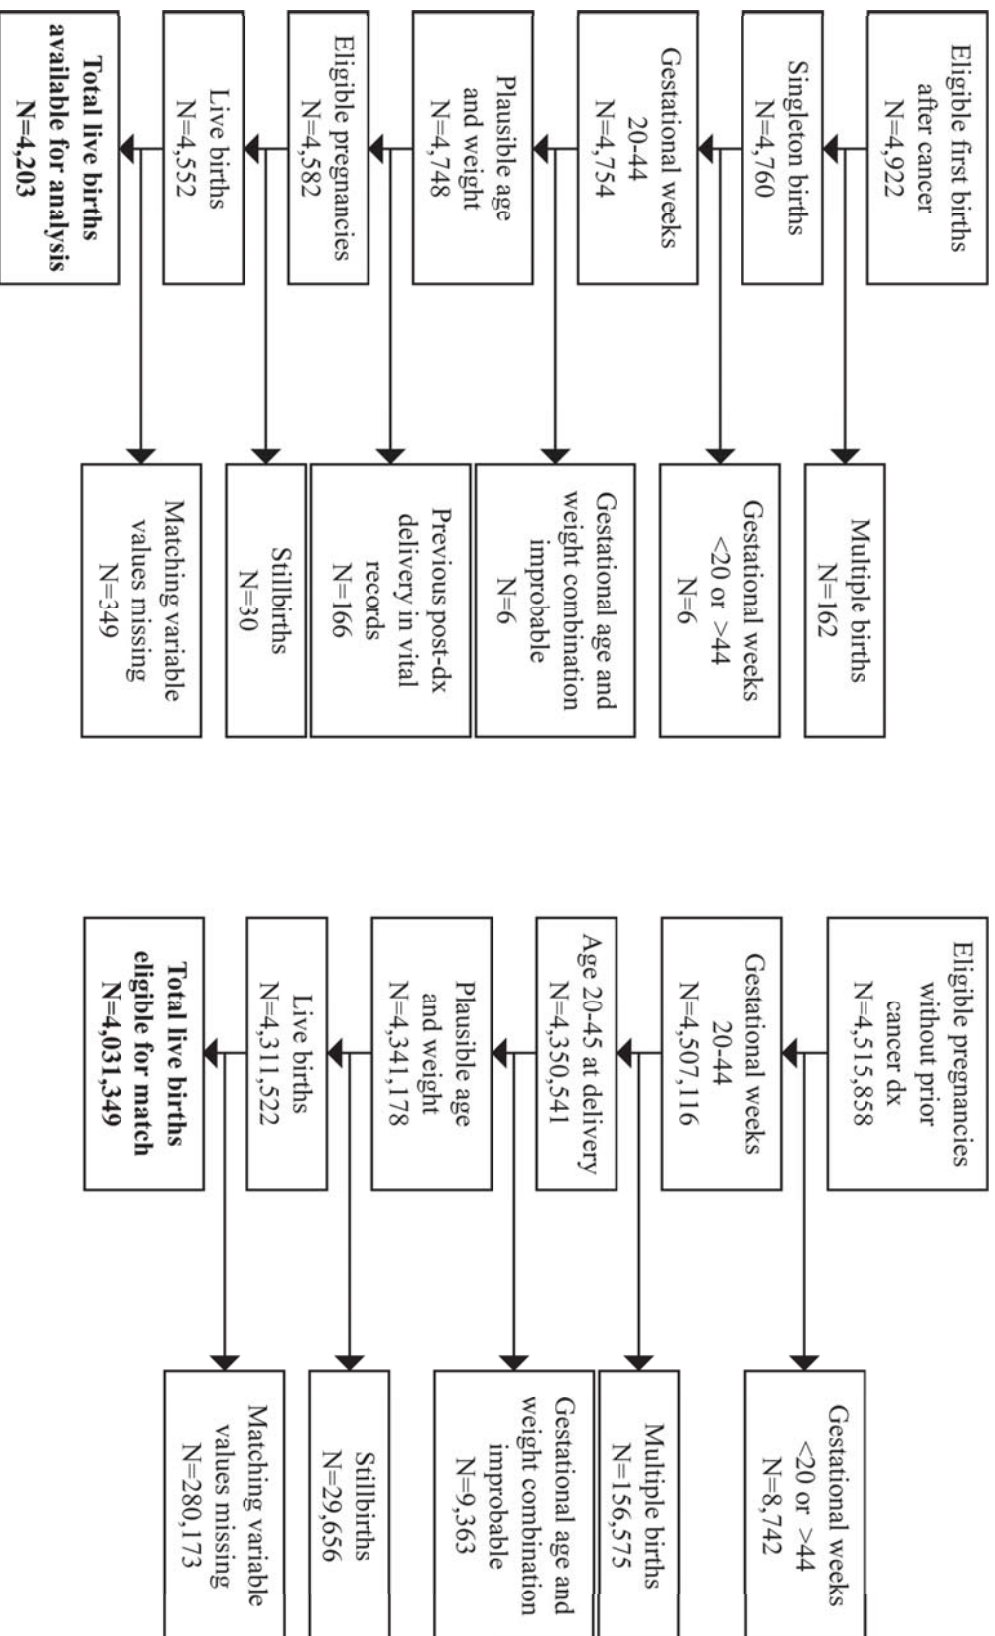 Eligible first births
after cancer
N=4,922
Multiple births
N=162
Singleton births
N=4,760
Gestational weeks
<20 or >44
N=6
Gestational weeks
20-44
N=4,754
Gestational age and
weight combination
improbable
N=6
Plausible age
and weight
N=4,748
Previous post-dx
delivery in vital
records
N=166
Eligible pregnancies
N=4,582
Stillbirths
N=30
Live births
N=4,552
Matching variable
values missing
N=349
Total live births
available for analysis
N=4,203
Eligible pregnancies
without prior
cancer dx
N=4,515,858
Gestational weeks
<20 or >44
N=8,742
Gestational weeks
20-44
N=4,507,116
Multiple births
N=156,575
Age 20-45 at delivery
N=4,350,541
Gestational age and
weight combination
improbable
N=9,363
Plausible age
and weight
N=4,341,178
Stillbirths
N=29,656
Live births
N=4,311,522
Matching variable
values missing
N=280,173
Total live births
eligible for match
N=4,031,349